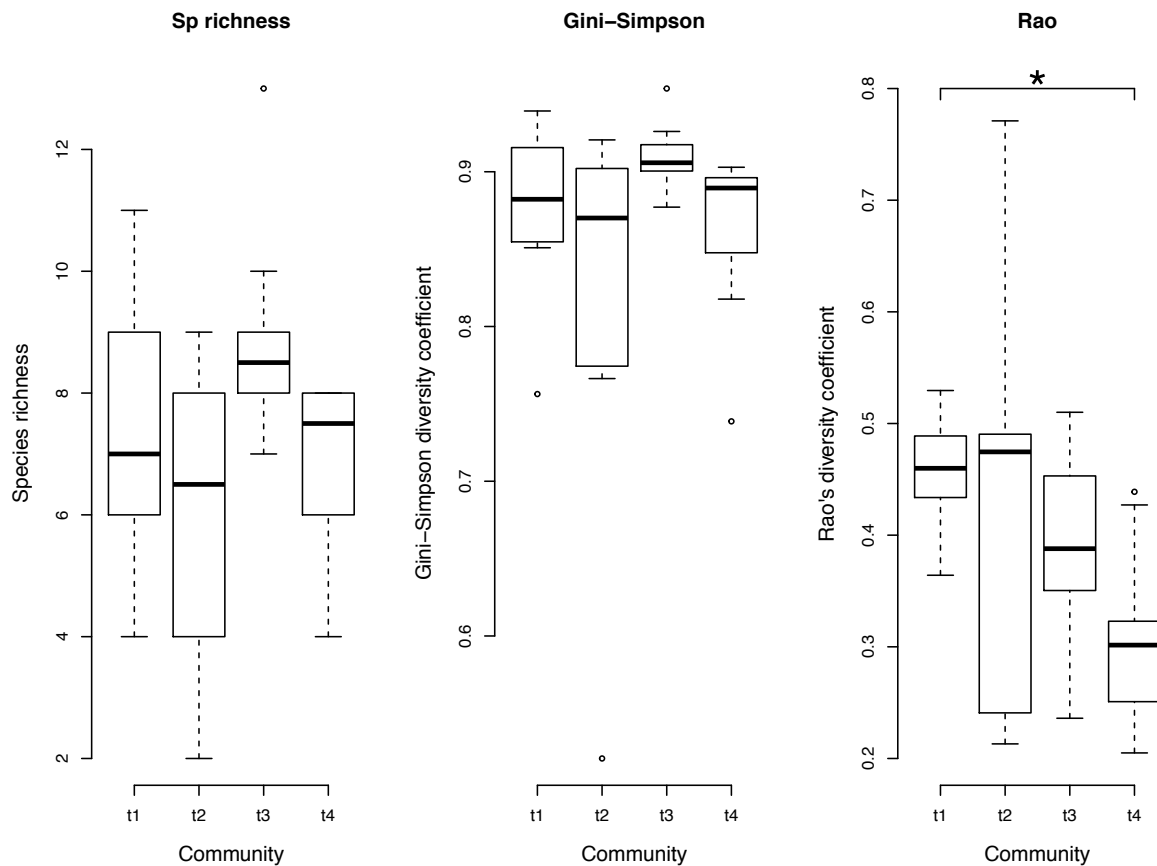 Sp richness
Species richness
12
10
8
6
4
2
t1 t2 t3 t4
Community
Gini−Simpson
Gini−Simpson diversity coefficient
0.9
0.8
0.7
0.6
t1 t2 t3 t4
Community
Rao
*
Rao's diversity coefficient
0.8
0.7
0.6
0.5
0.4
0.3
0.2
t1 t2 t3 t4
Community